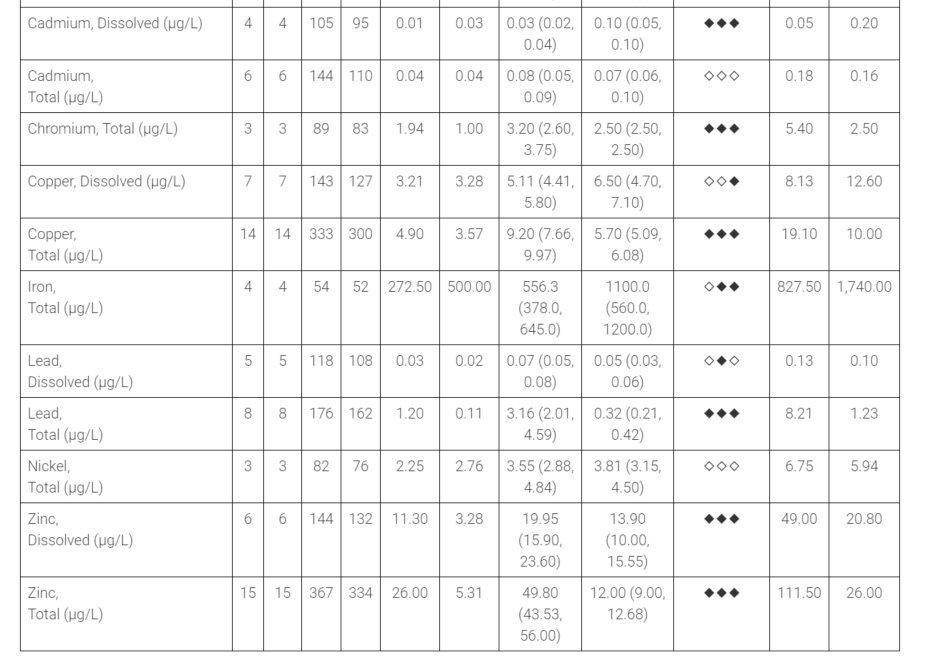 Cadmium, Dissolved (µg/L) 4 4 105 95 0.01 0.03 0.03 (0.02, 0.10 (0.05, ◆◆◆ 0.05 0.20
0.04) 0.10)
Cadmium, 6 6 144 110 0.04 0.04 0.08 (0.05, 0.07 (0.06, ◇◇◇ 0.18 0.16
Total (µg/L) 0.09) 0.10)
Chromium, Total (µg/L) 3 3 89 83 1.94 1.00 3.20 (2.60, 2.50 (2.50, ◆◆◆ 5.40 2.50
3.75) 2.50)
Copper, Dissolved (µg/L) 7 7 143 127 3.21 3.28 5.11 (4.41, 6.50 (4.70, ◇◇◆ 8.13 12.60
5.80) 7.10)
Copper, 14 14 333 300 4.90 3.57 9.20 (7.66, 5.70 (5.09, ◆◆◆ 19.10 10.00
Total (µg/L) 9.97) 6.08)
Iron, 4 4 54 52 272.50 500.00 556.3 1100.0 ◇◆◆ 827.50 1,740.00
Total (µg/L) (378.0, (560.0,
645.0) 1200.0)
Lead, 5 5 118 108 0.03 0.02 0.07 (0.05, 0.05 (0.03, ◇◆◇ 0.13 0.10
Dissolved (µg/L) 0.08) 0.06)
Lead, 8 8 176 162 1.20 0.11 3.16 (2.01, 0.32 (0.21, ◆◆◆ 8.21 1.23
Total (µg/L) 4.59) 0.42)
Nickel, 3 3 82 76 2.25 2.76 3.55 (2.88, 3.81 (3.15, ◇◇◇ 6.75 5.94
Total (µg/L) 4.84) 4.50)
Zinc, 6 6 144 132 11.30 3.28 19.95 13.90 ◆◆◆ 49.00 20.80
Dissolved (µg/L) (15.90, (10.00,
23.60) 15.55)
Zinc, 15 15 367 334 26.00 5.31 49.80 12.00 (9.00, ◆◆◆ 111.50 26.00
Total (µg/L) (43.53, 12.68)
56.00)